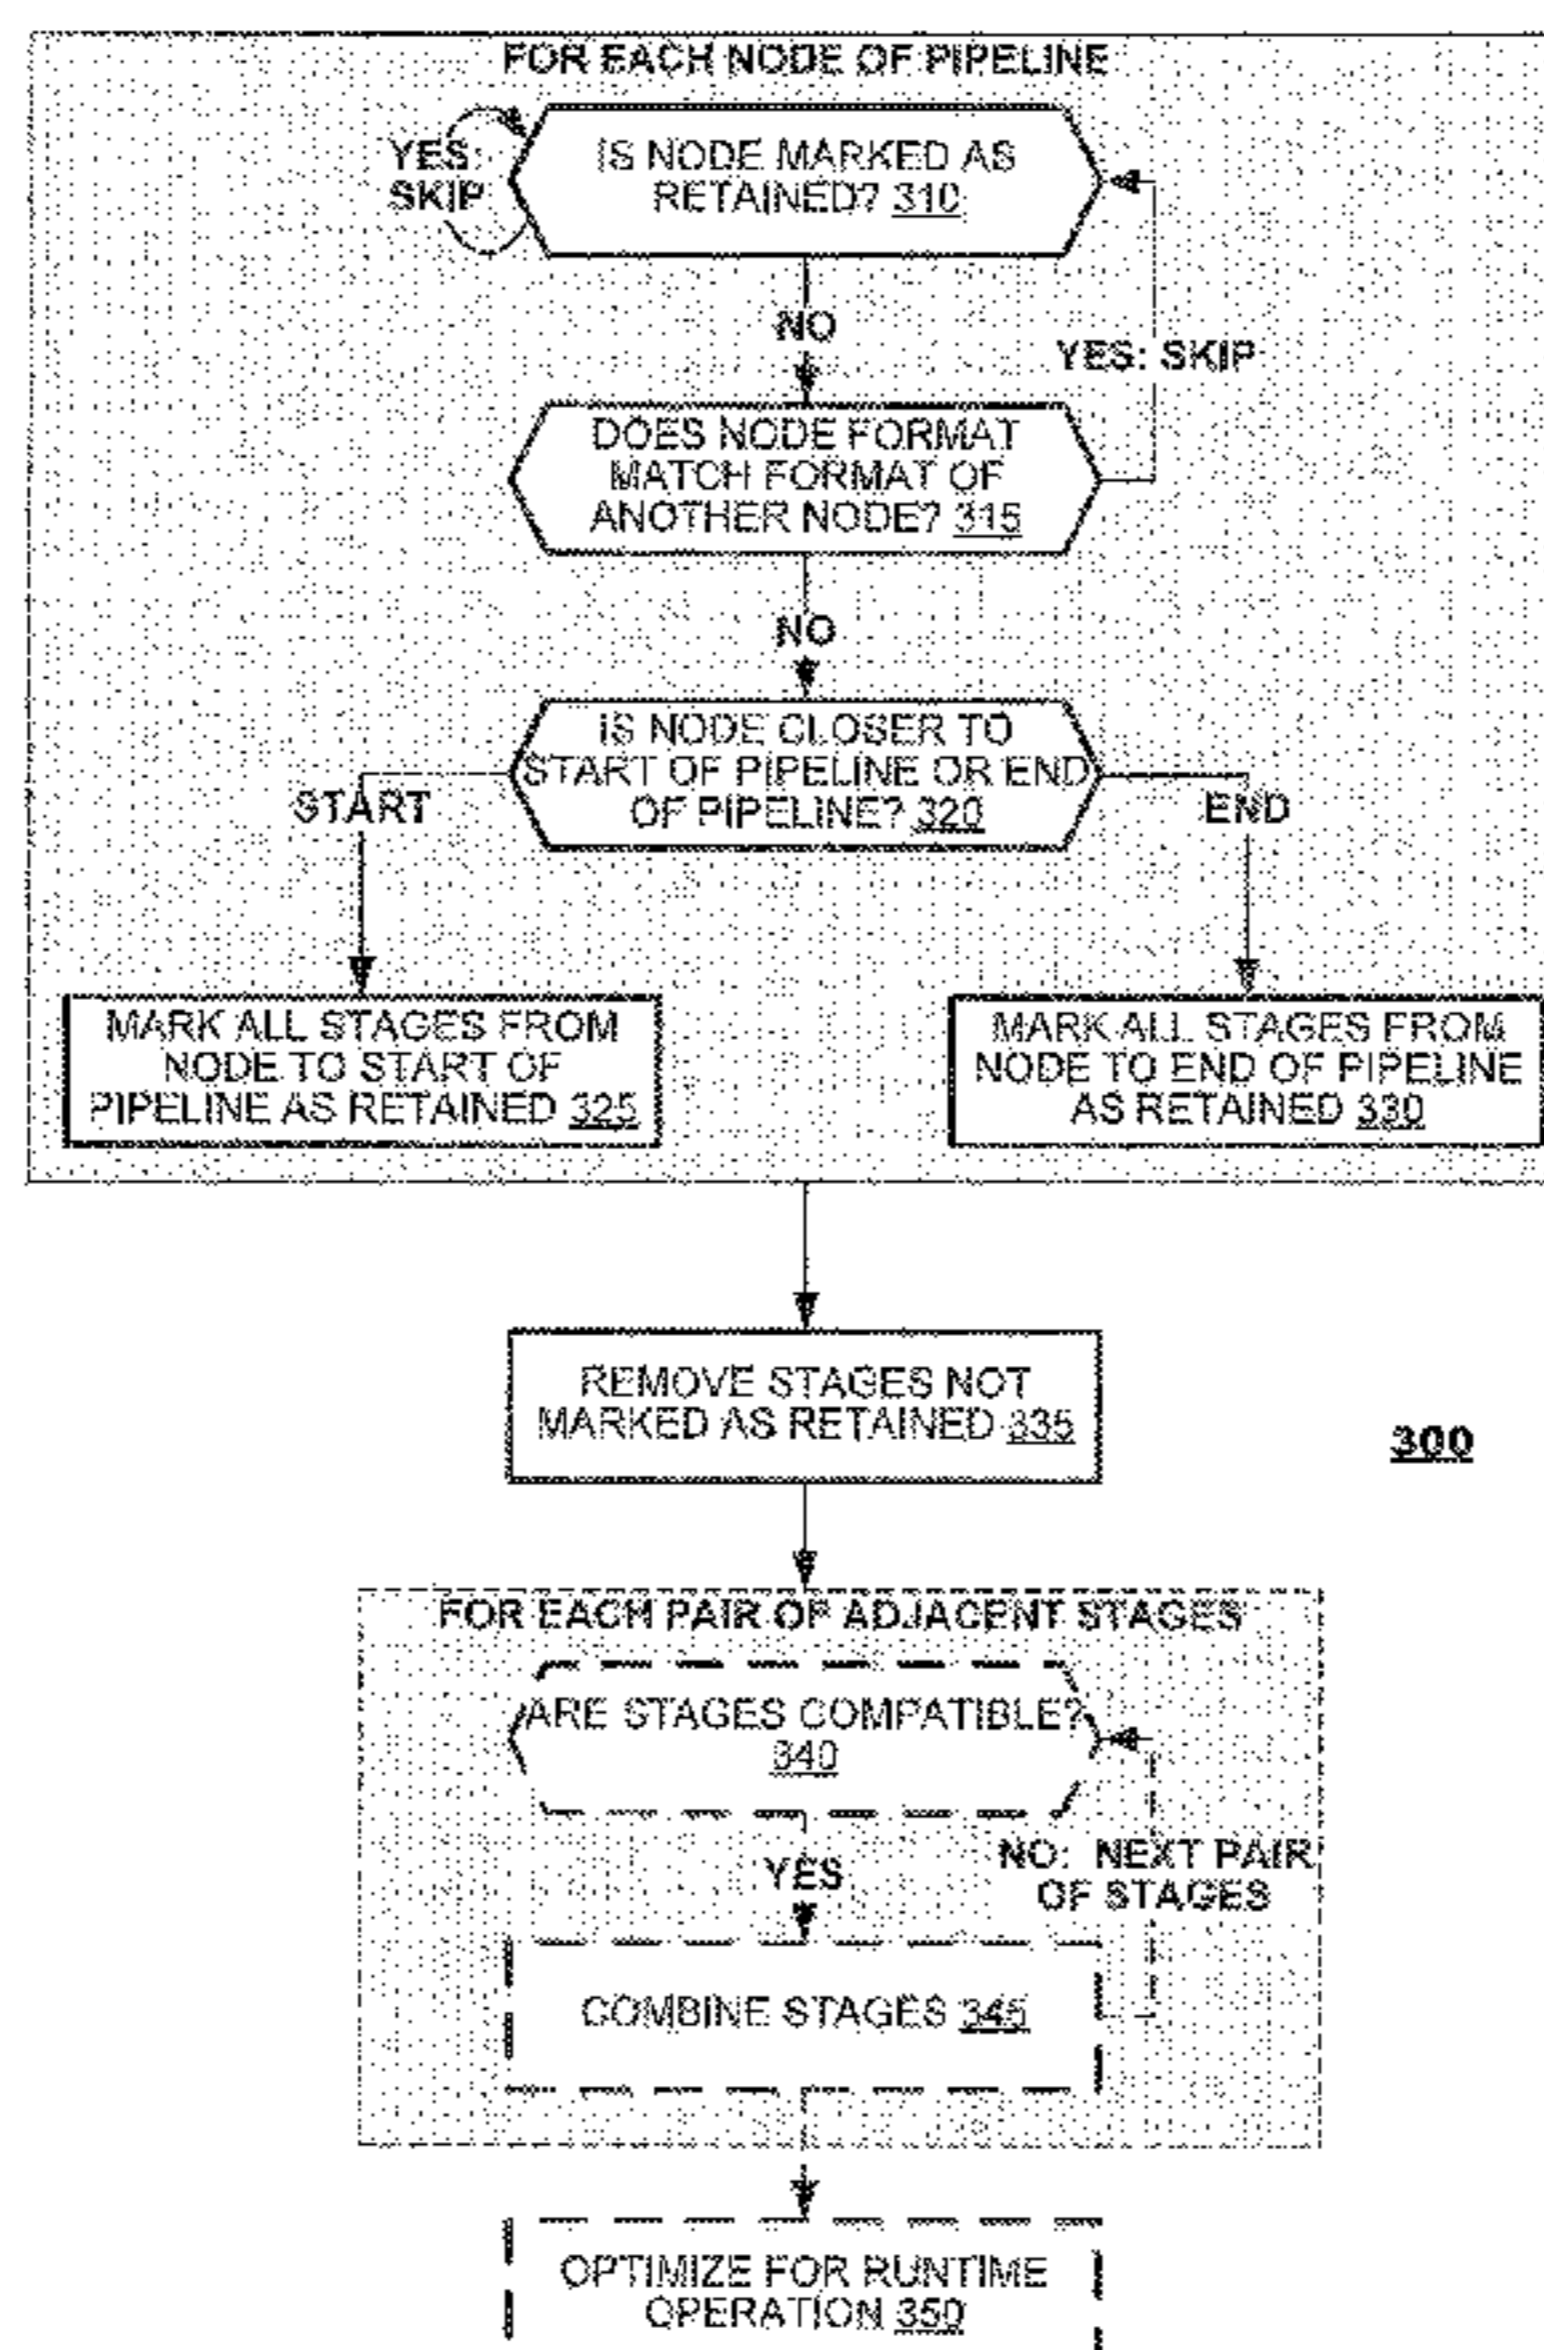 FOR EACH NODE OF PIPELINE
YES:
SKIP
IS NODE MARKED AS
RETAINED? 310
NO
YES: SKIP
DOES NODE FORMAT
MATCH FORMAT OF
ANOTHER NODE? 315
NO
IS NODE CLOSER TO
START OF PIPELINE OR END
OF PIPELINE? 320
START
END
MARK ALL STAGES FROM
NODE TO START OF
PIPELINE AS RETAINED 325
MARK ALL STAGES FROM
NODE TO END OF PIPELINE
AS RETAINED 330
REMOVE STAGES NOT
MARKED AS RETAINED 335
300
FOR EACH PAIR OF ADJACENT STAGES
ARE STAGES COMPATIBLE?
340
YES
NO: NEXT PAIR
OF STAGES
COMBINE STAGES 345
OPTIMIZE FOR RUNTIME
OPERATION 350